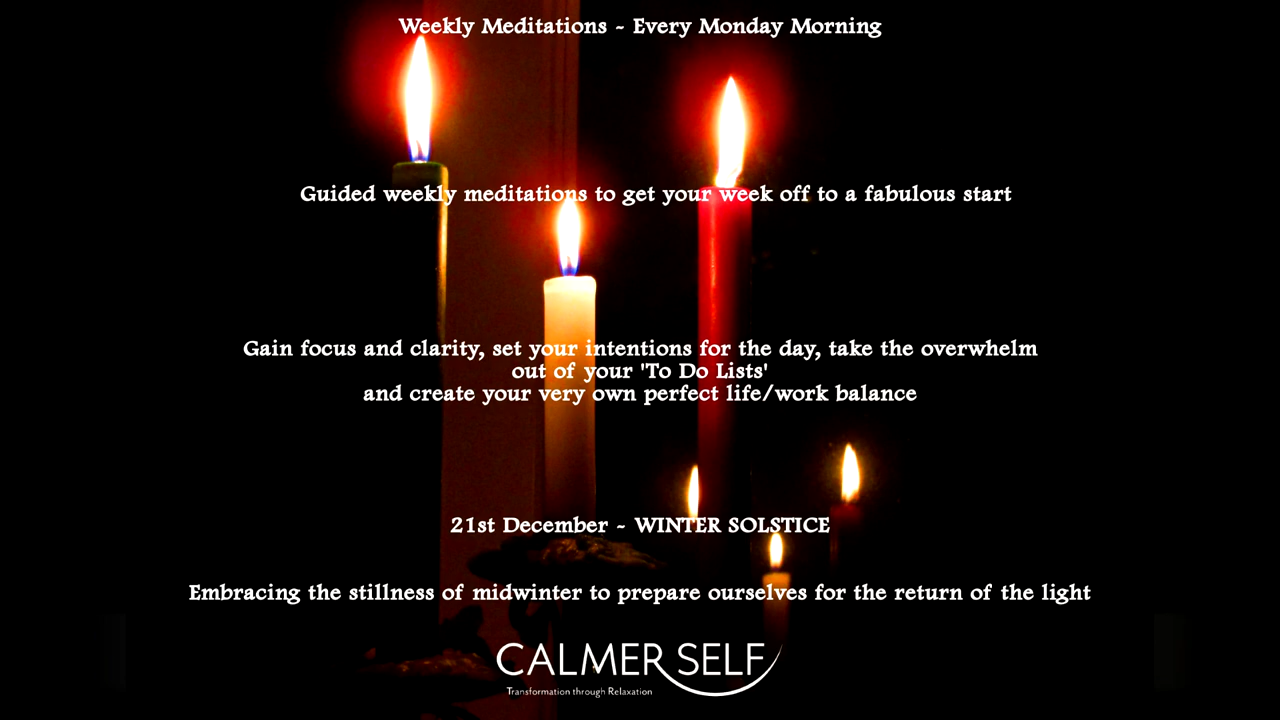 Weekly Meditations ~ Every Monday Morning
Guided weekly meditations to get your week off to a fabulous start
Gain focus and clarity, set your intentions for the day, take the overwhelm
out of your 'To Do Lists'
and create your very own perfect life/work balance
21st December ~ WINTER SOLSTICE
Embracing the stillness of midwinter to prepare ourselves for the return of the light
CALMER SELF
Transformation through Relaxation